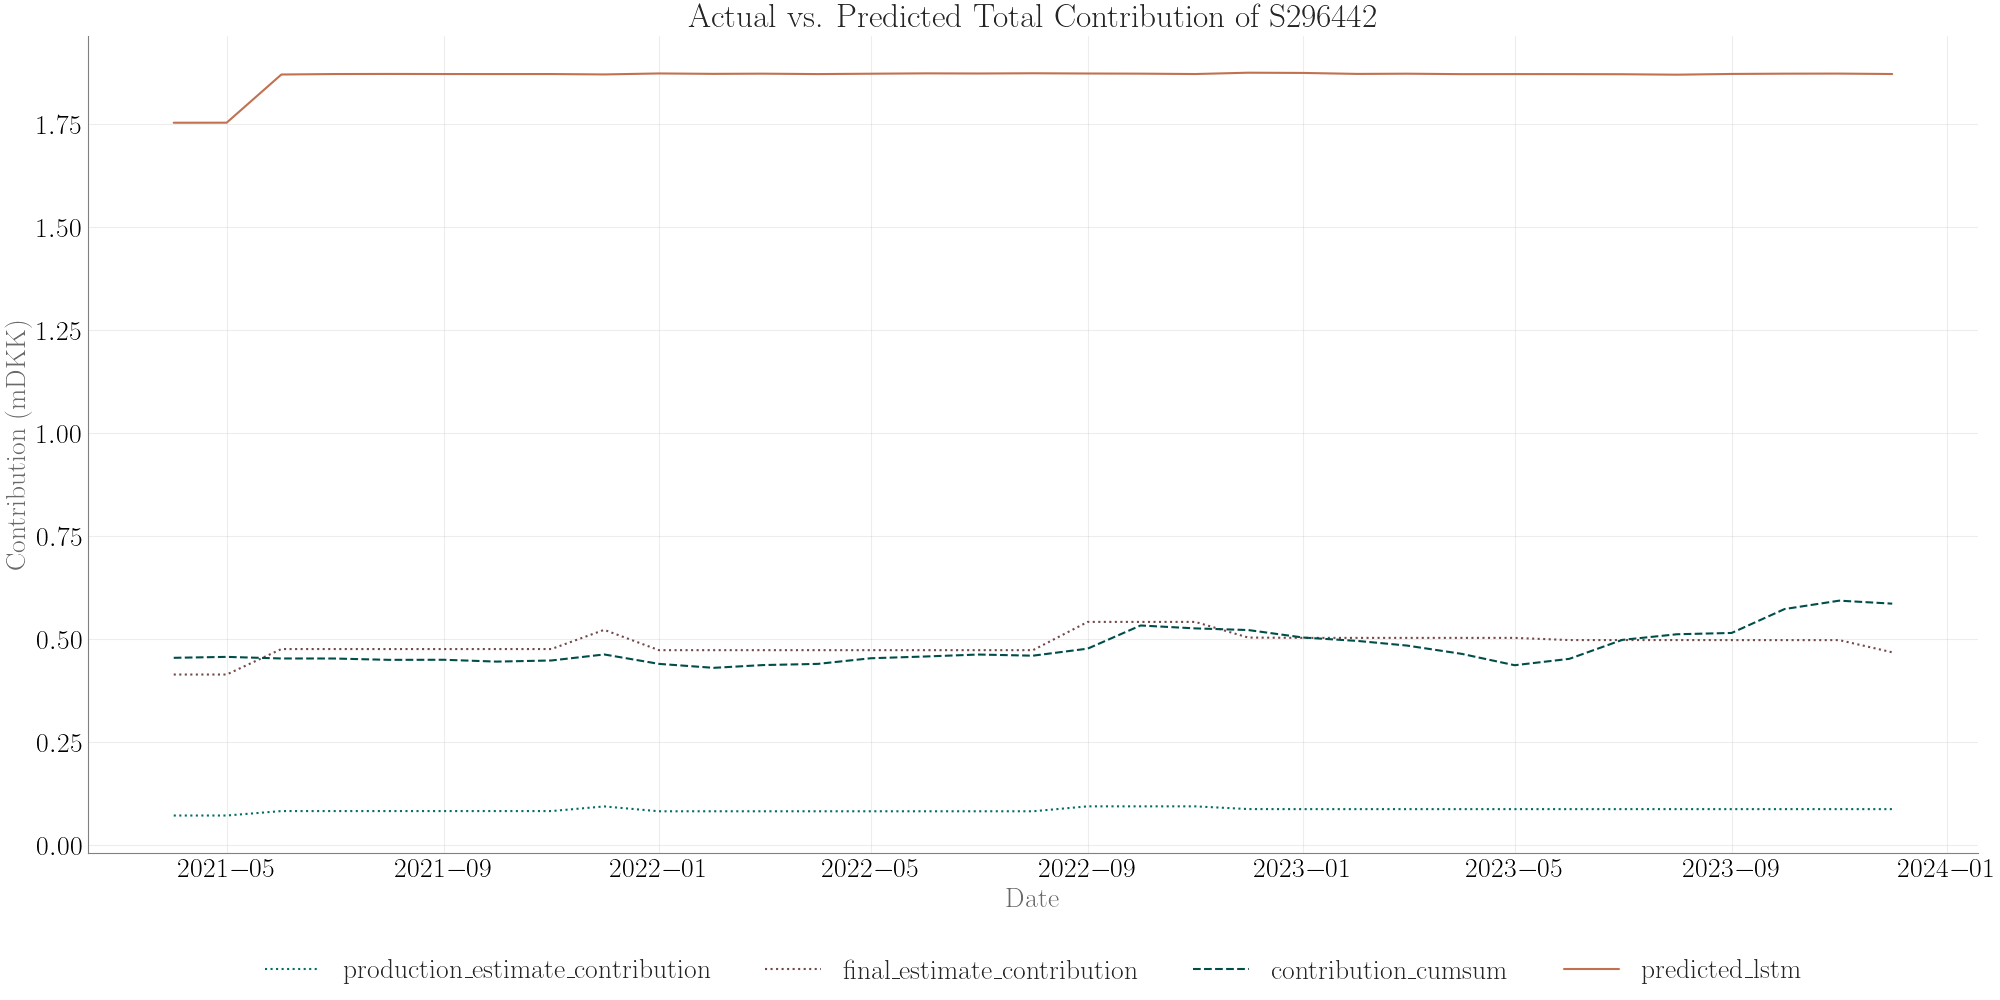 Actual vs. Predicted Total Contribution of S296442
Contribution (mDKK)
1.75
1.50
1.25
1.00
0.75
0.50
0.25
0.00
2021–05 2021–09 2022–01 2022–05 2022–09 2023–01 2023–05 2023–09 2024–01
Date
production_estimate_contribution final_estimate_contribution contribution_cumsum predicted_lstm